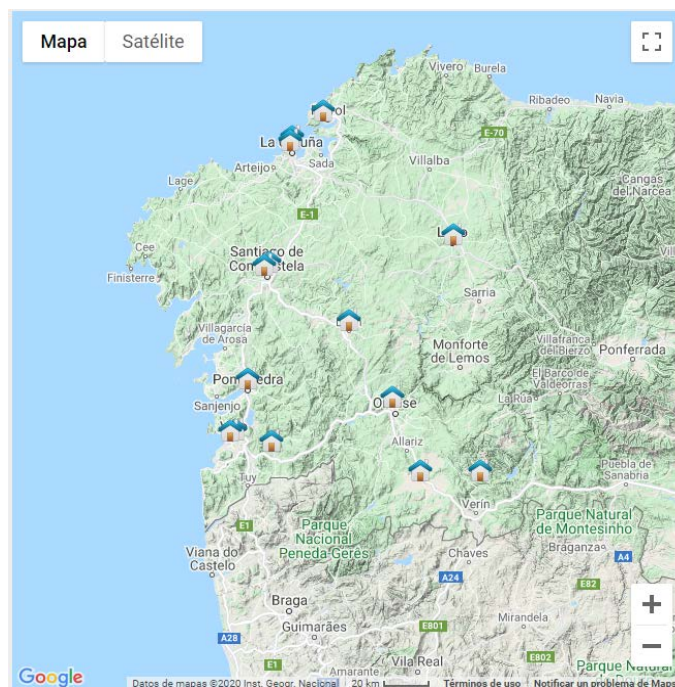 Mapa
Satélite
Vivero
Burela
Ribadeo
Navia
E-70
Sada
Arteijo
Villalba
Lage
Cangas
del Narcea
E-1
Cee
Santiago de
Finisterre
Sarria
Villagarcía
de Arosa
Monforte
de Lemos
Villafranca
del Bierzo
Ponferrada
El Barco de
Valdeorras
La Rúa
Sanjenjo
Allariz
Tuy
Verín
Puebla de
Sanabria
E1
Parque
Nacional
Peneda-Gerês
Parque Natural
de Montesinho
Viana do
Castelo
Chaves
Bragança
A24
A4
E82
Braga
Guimarães
E801
Mirandela
A28
E802
Vila Real
Amarante
E1
Parque
Natural
Google
Datos de mapas ©2020 Inst. Geogr. Nacional
20 km
Términos de uso
Notificar un problema de Maps